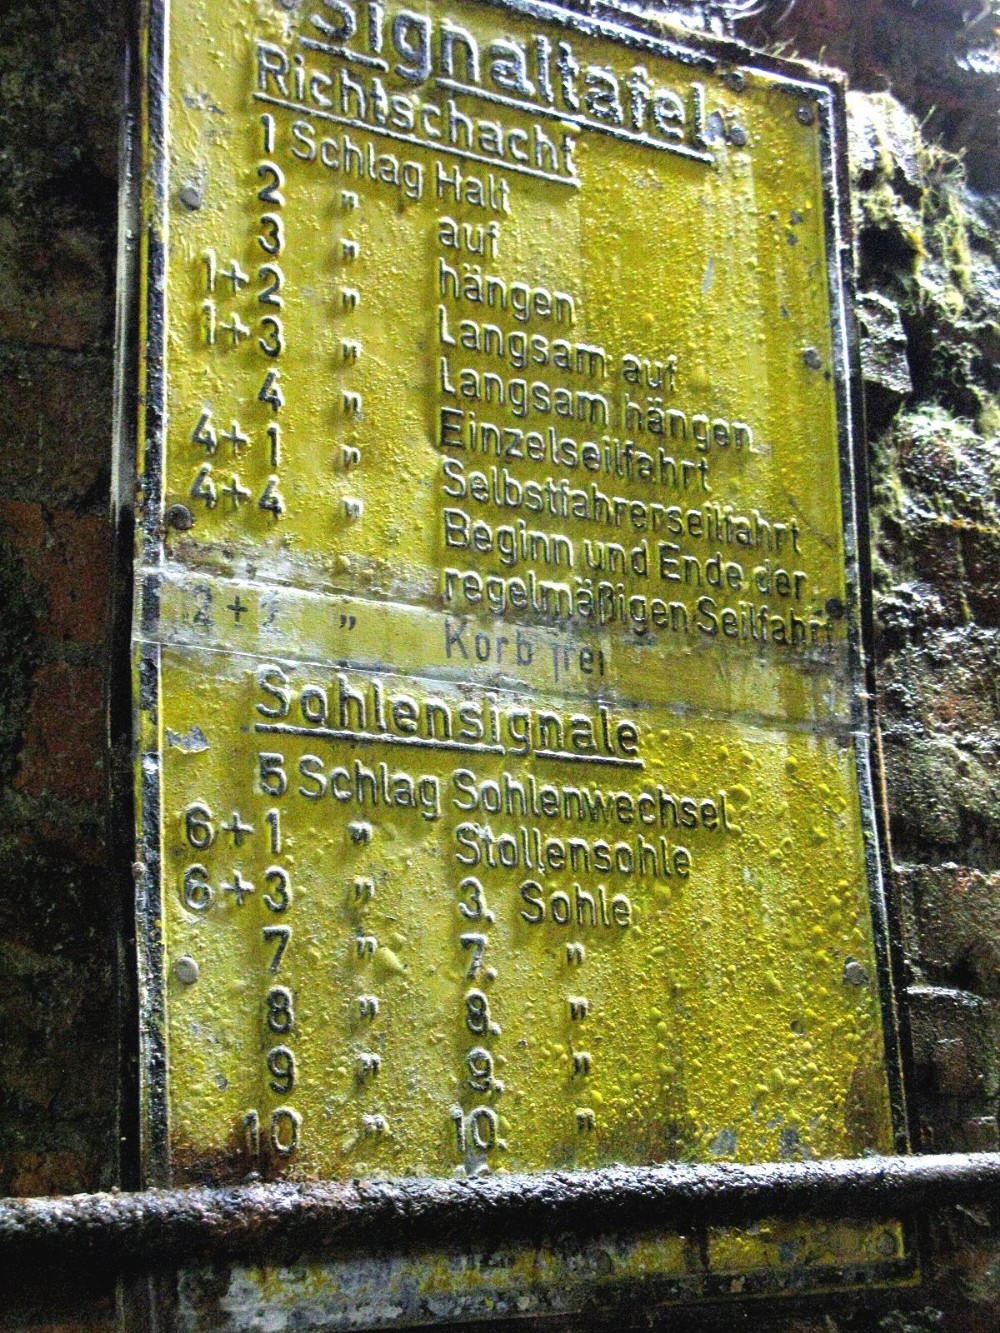 Signaltafel
Richtschacht
1 Schlag Halt
2 " auf
3 " hängen
1+2 " Langsam auf
1+3 " Langsam hängen
4 " Einzelseilfahrt
4+1 " Selbstfahrerseilfahrt
4+4 " Beginn und Ende der
regelmäßigen Seilfahrt
2+2 " Korb frei
Sohlensignale
5 Schlag Sohlenwechsel
6+1 " Stollensohle
6+3 " 3. Sohle
7 " 7. "
8 " 8. "
9 " 9. "
10 " 10. "